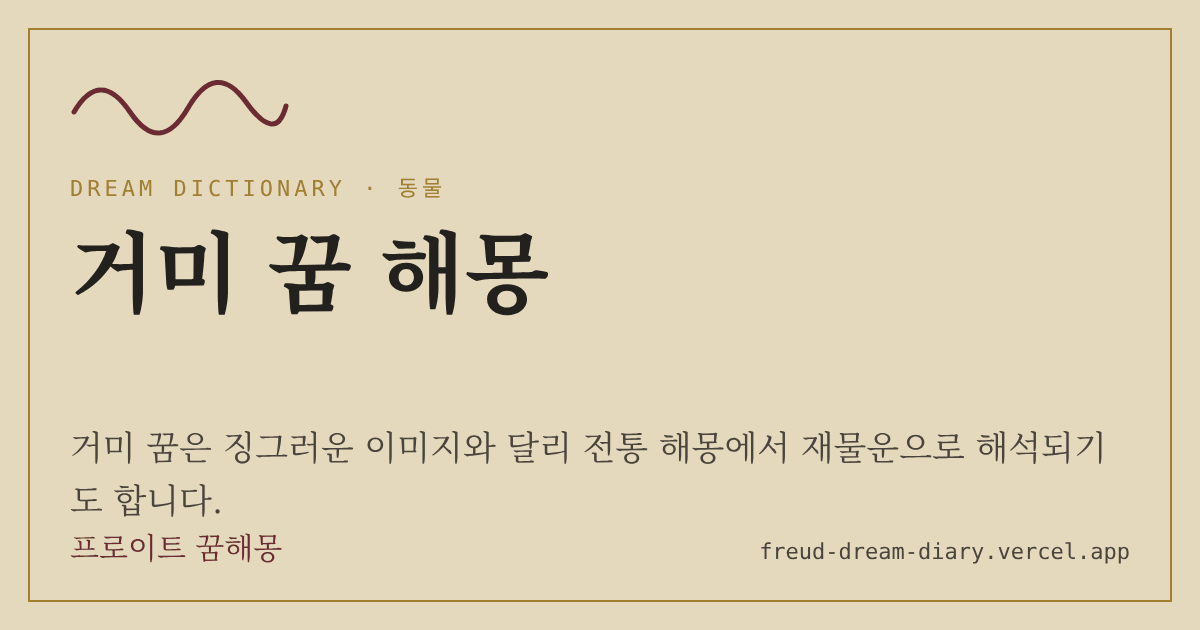 DREAM DICTIONARY · 동물
거미 꿈 해몽
거미 꿈은 징그러운 이미지와 달리 전통 해몽에서 재물운으로 해석되기
도 합니다.
프로이트 꿈해몽
freud-dream-diary.vercel.app